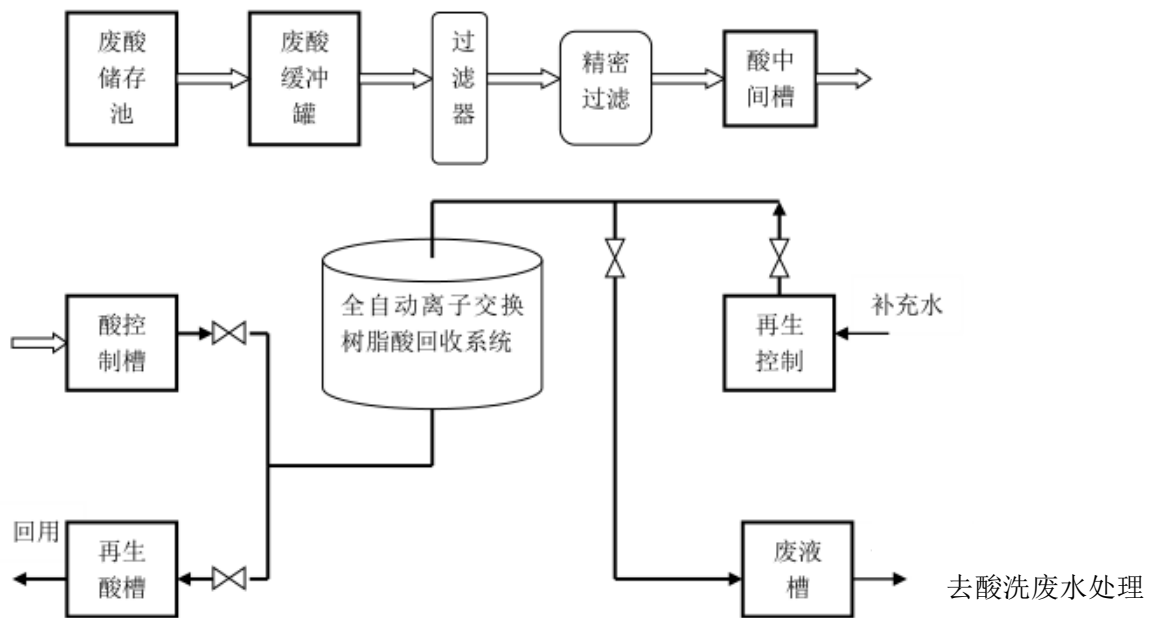 废酸
储存
池
废酸
缓冲
罐
过
滤
器
精密
过滤
酸中
间槽
全自动离子交换
树脂酸回收系统
酸控
制槽
再生
控制
补充水
回用
再生
酸槽
废液
槽
去酸洗废水处理